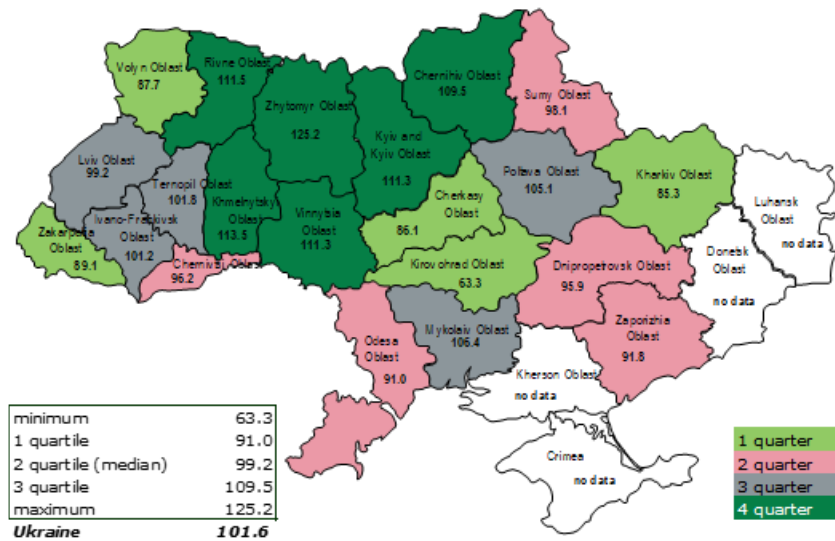 Volyn Oblast
87.7
Rivne Oblast
111.5
Zhytomyr Oblast
125.2
Kyiv and
Kyiv Oblast
111.3
Chernihiv Oblast
109.5
Sumy Oblast
98.1
Lviv Oblast
99.2
Ternopil Oblast
101.8
Khmelnytsky
Oblast
113.5
Vinnytsia
Oblast
111.3
Cherkasy
Oblast
86.1
Poltava Oblast
105.1
Kharkiv Oblast
85.3
Luhansk
Oblast
no data
Zakarpattia
Oblast
89.1
Ivano-Frankivsk
Oblast
101.2
Chernivsi Oblast
96.2
Kirovohrad Oblast
63.3
Dnipropetrovsk Oblast
95.9
Donetsk
Oblast
no data
Odesa
Oblast
91.0
Mykolaiv Oblast
106.4
Zaporizhia
Oblast
91.8
Kherson Oblast
no data
Crimea
no data
minimum 63.3
1 quartile 91.0
2 quartile (median) 99.2
3 quartile 109.5
maximum 125.2
Ukraine 101.6
1 quarter
2 quarter
3 quarter
4 quarter